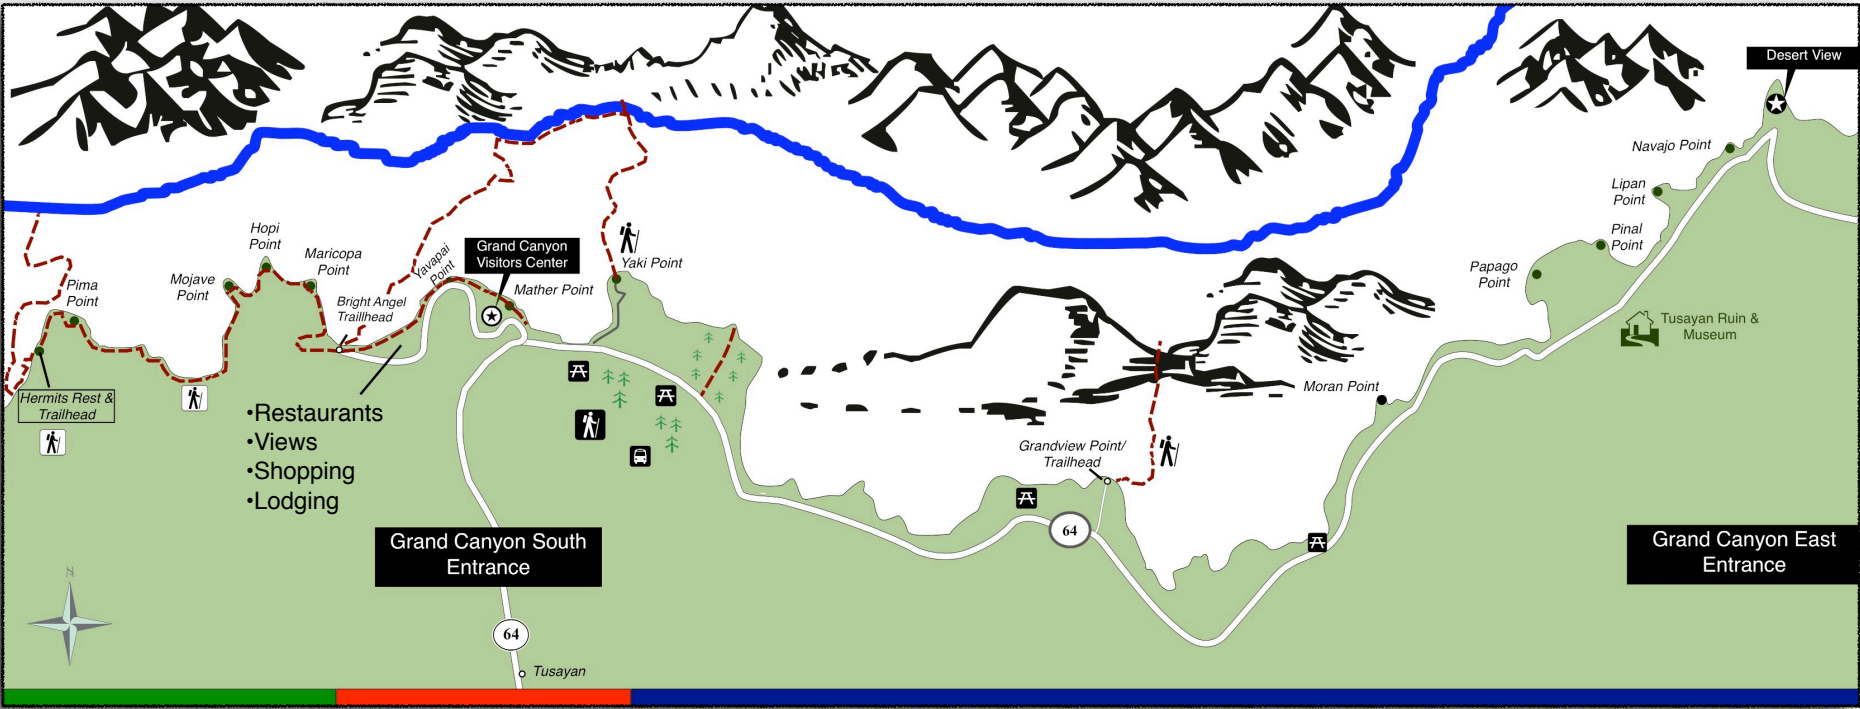 Desert View
Navajo Point
Lipan
Point
Pinal
Point
Papago
Point
Tusayan Ruin &
Museum
Hopi
Point
Maricopa
Point
Mojave
Point
Pima
Point
Bright Angel
Traillhead
Yavapai
Point
Grand Canyon
Visitors Center
Mather Point
Yaki Point
Hermits Rest &
Trailhead
•Restaurants
•Views
•Shopping
•Lodging
Moran Point
Grandview Point/
Trailhead
64
Grand Canyon South
Entrance
Grand Canyon East
Entrance
N
64
Tusayan